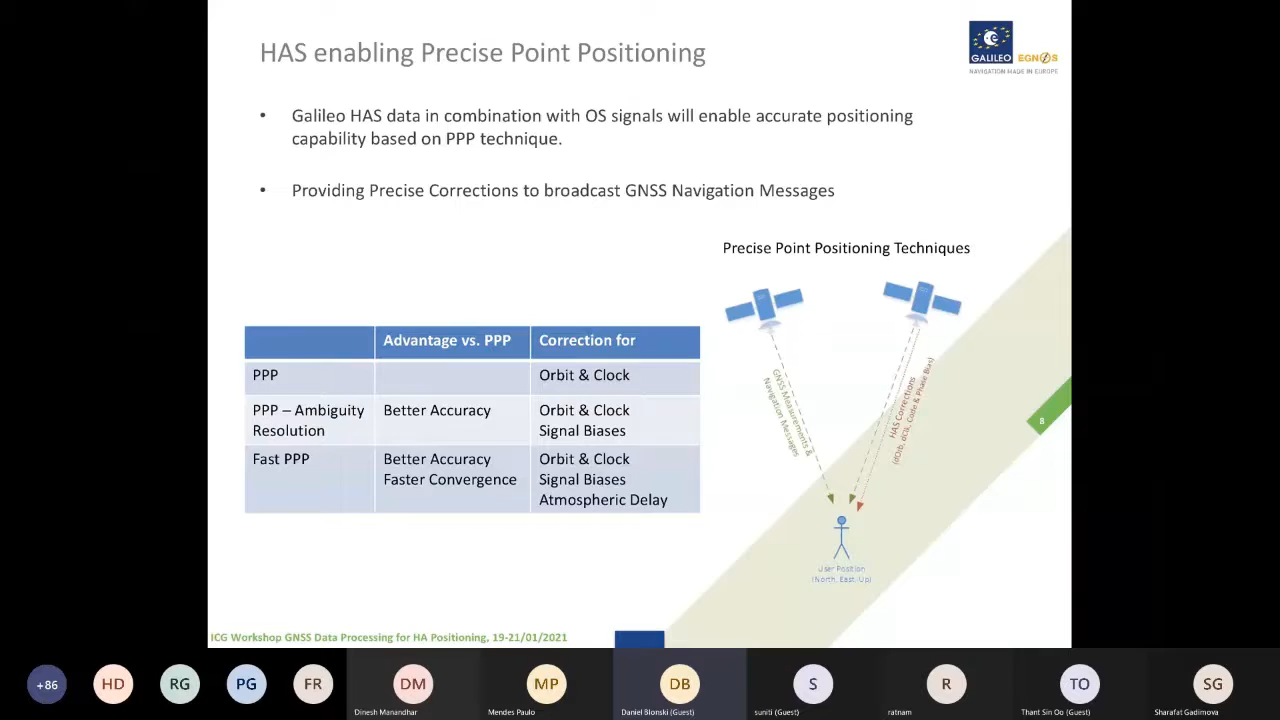 HAS enabling Precise Point Positioning
GALILEO
EGNOS
NAVIGATION MADE IN EUROPE
• Galileo HAS data in combination with OS signals will enable accurate positioning
capability based on PPP technique.
• Providing Precise Corrections to broadcast GNSS Navigation Messages
Precise Point Positioning Techniques
Advantage vs. PPP Correction for
PPP Orbit & Clock
PPP – Ambiguity Better Accuracy Orbit & Clock
Resolution Signal Biases
Fast PPP Better Accuracy Orbit & Clock
Faster Convergence Signal Biases
Atmospheric Delay
GNSS Measurements &
Navigation Messages
HAS Corrections
(dOrb, dClk, Code & Phase Bias)
8
User Position
(North, East, Up)
ICG Workshop GNSS Data Processing for HA Positioning, 19-21/01/2021
+86 HD RG PG FR DM MP DB S R TO SG
Dinesh Manandhar Mendes Paulo Daniel Blonski (Guest) suniti (Guest) ratnam Thant Sin Oo (Guest) Sharafat Gadimova